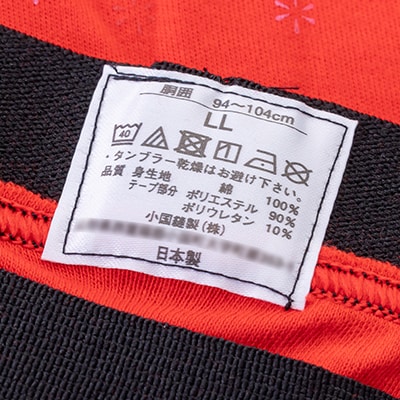 胴囲
94～104cm
LL
40
・タンブラー乾燥はお避け下さい。
品質 身生地 綿 100%
テープ部分 ポリエステル 90%
ポリウレタン 10%
小国縫製(株)
日本製